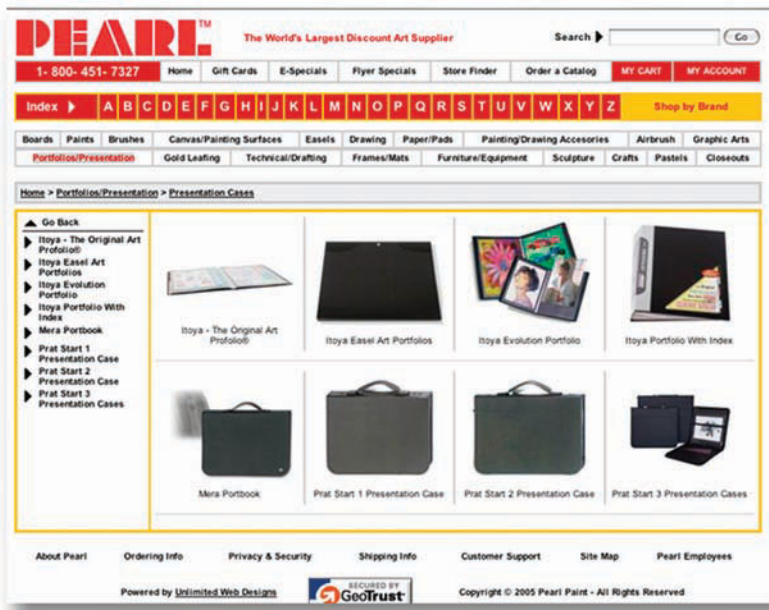 PEARL™
The World's Largest Discount Art Supplier
Search
Go
1- 800- 451- 7327 Home Gift Cards E-Specials Flyer Specials Store Finder Order a Catalog MY CART MY ACCOUNT
Index A B C D E F G H I J K L M N O P Q R S T U V W X Y Z Shop by Brand
Boards Paints Brushes Canvas/Painting Surfaces Easels Drawing Paper/Pads Painting/Drawing Accesories Airbrush Graphic Arts
Portfolios/Presentation Gold Leafing Technical/Drafting Frames/Mats Furniture/Equipment Sculpture Crafts Pastels Closeouts
Home > Portfolios/Presentation > Presentation Cases
Go Back
Itoya - The Original Art
Profolio®
Itoya Easel Art
Portfolios
Itoya Evolution
Portfolio
Itoya Portfolio With
Index
Mera Portbook
Prat Start 1
Presentation Case
Prat Start 2
Presentation Case
Prat Start 3
Presentation Cases
Itoya - The Original Art
Profolio®
Itoya Easel Art Portfolios
Itoya Evolution Portfolio
Itoya Portfolio With Index
Mera Portbook
Prat Start 1 Presentation Case
Prat Start 2 Presentation Case
Prat Start 3 Presentation Cases
About Pearl Ordering Info Privacy & Security Shipping Info Customer Support Site Map Pearl Employees
Powered by Unlimited Web Designs
SECURED BY
GeoTrust
Copyright © 2005 Pearl Paint - All Rights Reserved